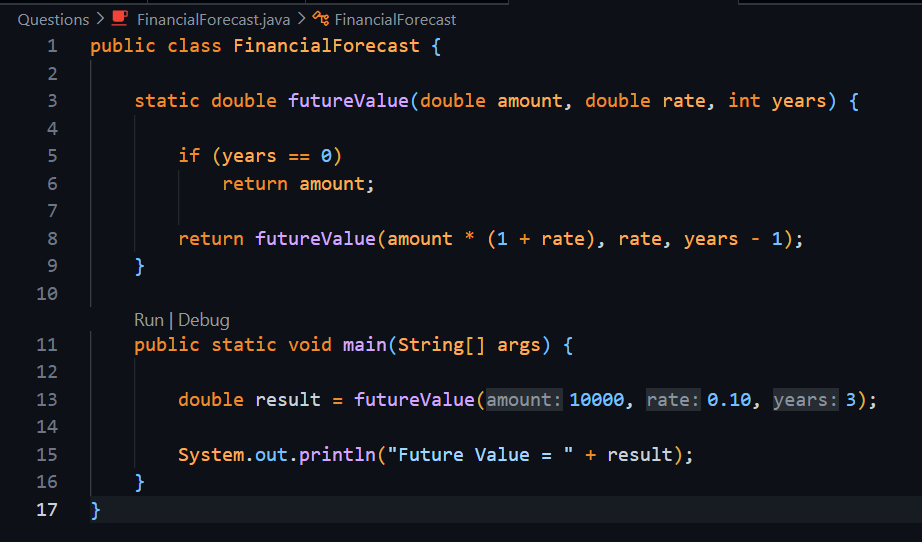 Questions > FinancialForecast.java > FinancialForecast
1 public class FinancialForecast {
2
3 static double futureValue(double amount, double rate, int years) {
4
5 if (years == 0)
6 return amount;
7
8 return futureValue(amount * (1 + rate), rate, years - 1);
9 }
10
Run | Debug
11 public static void main(String[] args) {
12
13 double result = futureValue(amount: 10000, rate: 0.10, years: 3);
14
15 System.out.println("Future Value = " + result);
16 }
17 }